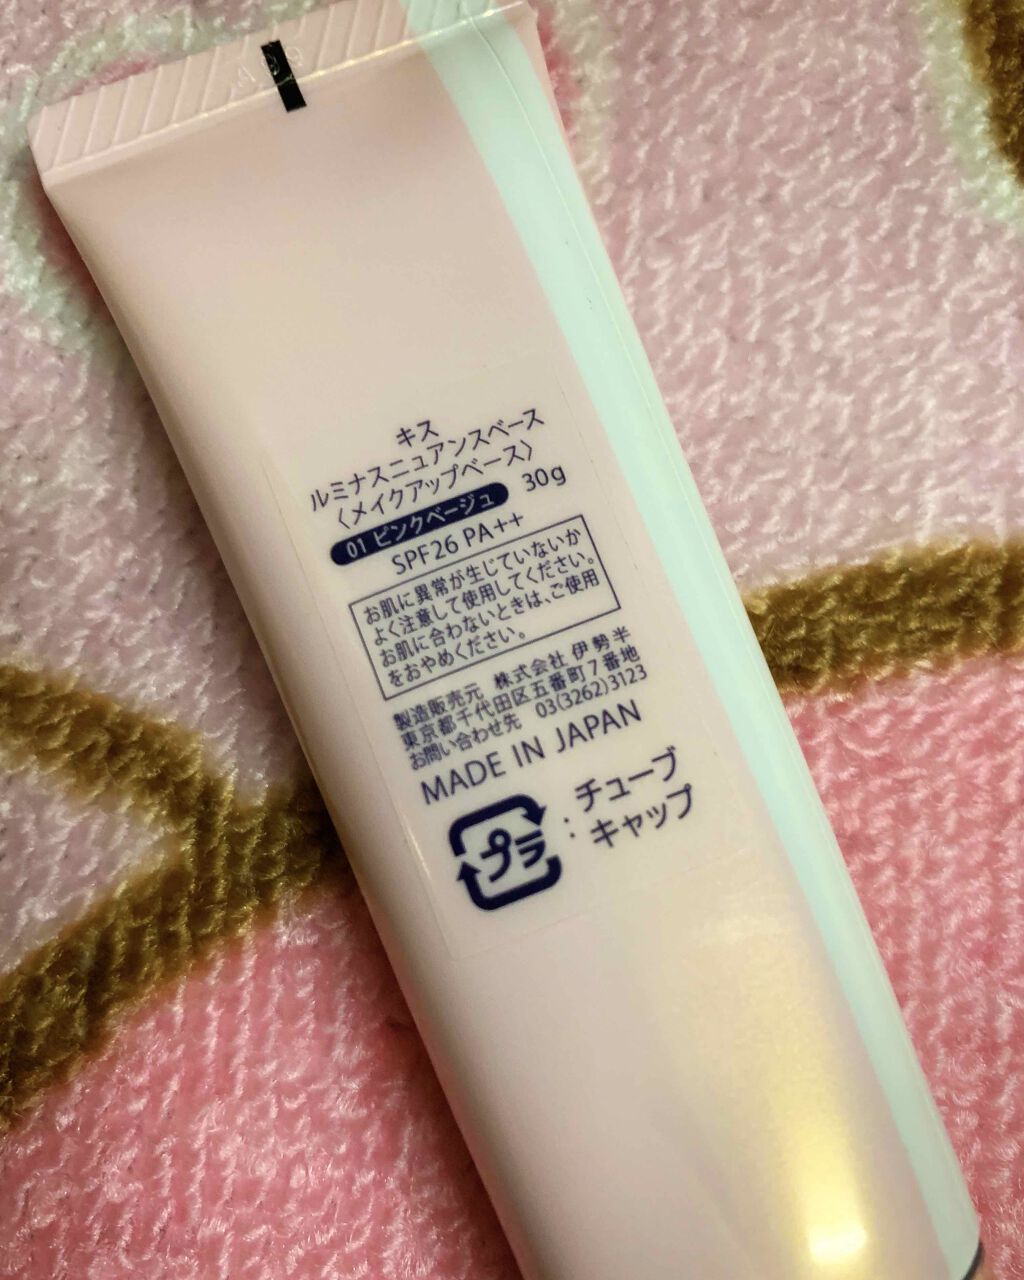 キス
ルミナスニュアンスベース
〈メイクアップベース〉
01 ピンクベージュ 30g
SPF26 PA++
お肌に異常が生じていないか
よく注意して使用してください。
お肌に合わないときは、ご使用
をおやめください。
製造販売元 株式会社 伊勢半
東京都千代田区五番町7番地
お問い合わせ先 03(3262)3123
MADE IN JAPAN
プラ : チューブ
キャップ